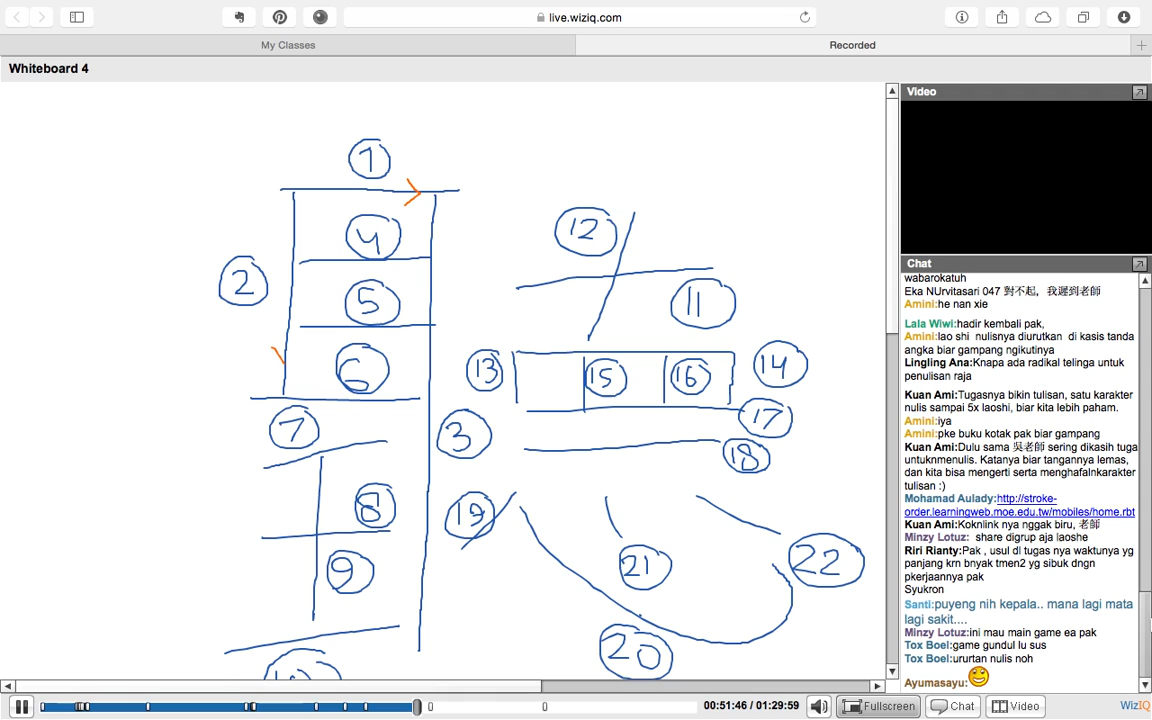 live.wiziq.com
My Classes
Recorded
Whiteboard 4
1
4
2
5
6
7
3
8
9
10
12
11
13
15
16
14
17
18
19
21
22
20
Video
Chat
wabarokatuh
Eka NUrvitasari 047 對不起，我遲到老師
Amini:he nan xie
Lala Wiwi:hadir kembali pak,
Amini:lao shi nulisnya diurutkan di kasis tanda
angka biar gampang ngikutinya
Lingling Ana:Knapa ada radikal telinga untuk
penulisan raja
Kuan Ami:Tugasnya bikin tulisan, satu karakter
nulis sampai 5x laoshi, biar kita lebih paham.
Amini:iya
Amini:pke buku kotak pak biar gampang
Kuan Ami:Dulu sama 吳老師 sering dikasih tuga
untuknmenulis. Katanya biar tangannya lemas,
dan kita bisa mengerti serta menghafalnkarakter
tulisan :)
Mohamad Aulady:http://stroke-
order.learningweb.moe.edu.tw/mobiles/home.rbt
Kuan Ami:Koknlink nya nggak biru, 老師
Minzy Lotuz: share digrup aja laoshe
Riri Rianty:Pak , usul di tugas nya waktunya yg
panjang krn bnyak tmen2 yg sibuk dngn
pkerjaannya pak
Syukron
Santi:puyeng nih kepala.. mana lagi mata
lagi sakit....
Minzy Lotuz:ini mau main game ea pak
Tox Boel:game gundul lu sus
Tox Boel:ururtan nulis noh
Ayumasayu:
00:51:46 / 01:29:59
Fullscreen
Chat
Video
WizIQ